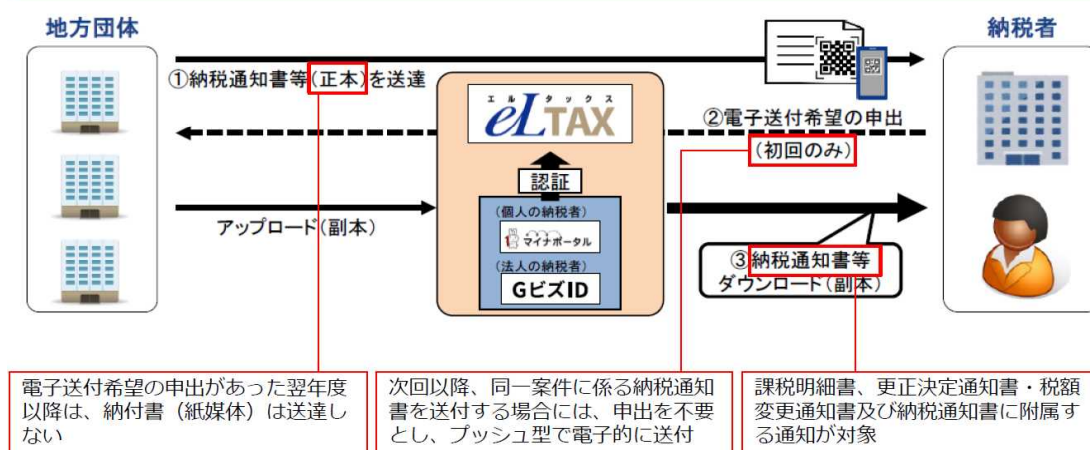 地方団体
納税者
①納税通知書等(正本)を送達
エルタックス
eLTAX
②電子送付希望の申出
(初回のみ)
認証
アップロード(副本)
(個人の納税者)
マイナポータル
(法人の納税者)
GビズID
③納税通知書等
ダウンロード(副本)
電子送付希望の申出があった翌年度
以降は、納付書（紙媒体）は送達し
ない
次回以降、同一案件に係る納税通知
書を送付する場合には、申出を不要
とし、プッシュ型で電子的に送付
課税明細書、更正決定通知書・税額
変更通知書及び納税通知書に附属す
る通知が対象